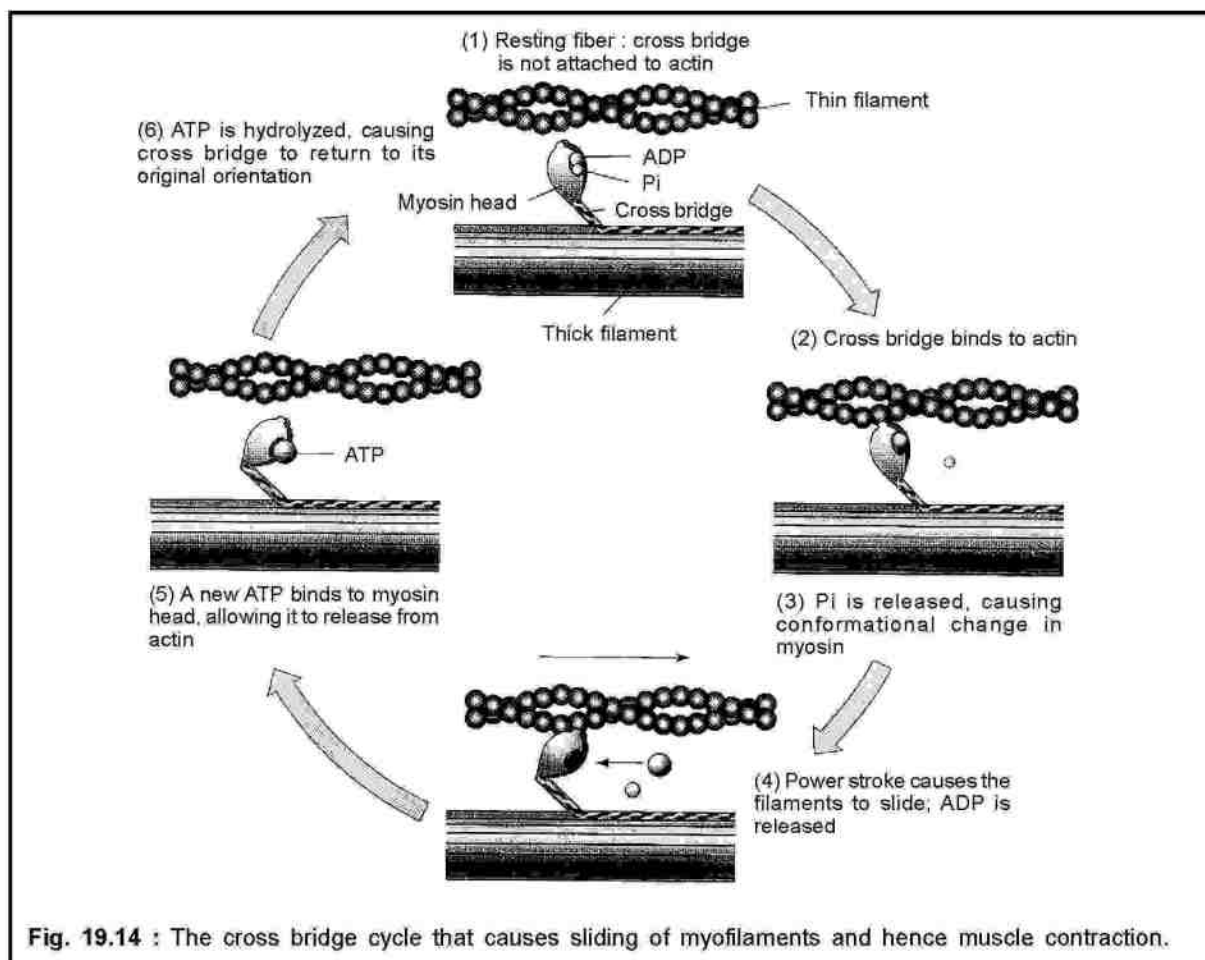 (1) Resting fiber : cross bridge
is not attached to actin
Thin filament
(6) ATP is hydrolyzed, causing
cross bridge to return to its
original orientation
ADP
Pi
Myosin head
Cross bridge
Thick filament
(2) Cross bridge binds to actin
ATP
(5) A new ATP binds to myosin
head, allowing it to release from
actin
(3) Pi is released, causing
conformational change in
myosin
(4) Power stroke causes the
filaments to slide; ADP is
released
Fig. 19.14 : The cross bridge cycle that causes sliding of myofilaments and hence muscle contraction.